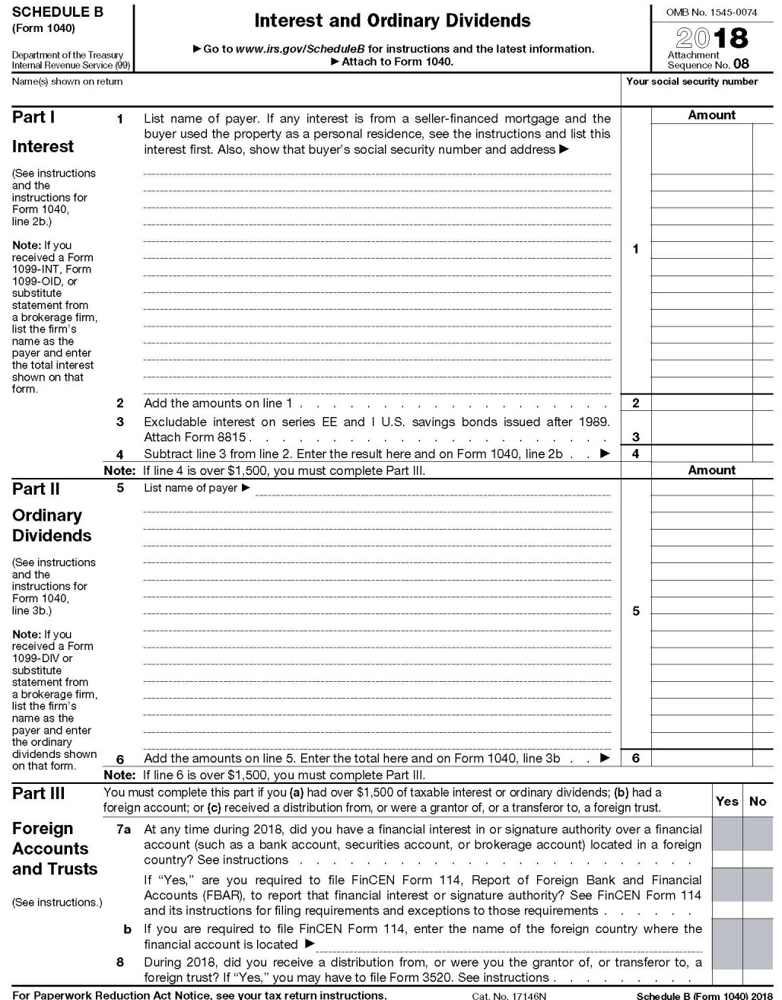 SCHEDULE B
(Form 1040)
Department of the Treasury
Internal Revenue Service (99)
Interest and Ordinary Dividends
▶ Go to www.irs.gov/ScheduleB for instructions and the latest information.
▶ Attach to Form 1040.
OMB No. 1545-0074
2018
Attachment
Sequence No. 08
Name(s) shown on return
Your social security number
Part I
Interest
(See instructions
and the
instructions for
Form 1040,
line 2b.)
Note: If you
received a Form
1099-INT, Form
1099-OID, or
substitute
statement from
a brokerage firm,
list the firm's
name as the
payer and enter
the total interest
shown on that
form.
1 List name of payer. If any interest is from a seller-financed mortgage and the
buyer used the property as a personal residence, see the instructions and list this
interest first. Also, show that buyer's social security number and address ▶
1
Amount
2 Add the amounts on line 1 . . . . . . . . . . . . . . . . . . . 2
3 Excludable interest on series EE and I U.S. savings bonds issued after 1989.
Attach Form 8815 . . . . . . . . . . . . . . . . . . . . . . 3
4 Subtract line 3 from line 2. Enter the result here and on Form 1040, line 2b . . ▶ 4
Note: If line 4 is over $1,500, you must complete Part III.
Amount
Part II
Ordinary
Dividends
(See instructions
and the
instructions for
Form 1040,
line 3b.)
Note: If you
received a Form
1099-DIV or
substitute
statement from
a brokerage firm,
list the firm's
name as the
payer and enter
the ordinary
dividends shown
on that form.
5 List name of payer ▶
5
6 Add the amounts on line 5. Enter the total here and on Form 1040, line 3b . . ▶ 6
Note: If line 6 is over $1,500, you must complete Part III.
Part III
Foreign
Accounts
and Trusts
(See instructions.)
You must complete this part if you (a) had over $1,500 of taxable interest or ordinary dividends; (b) had a
foreign account; or (c) received a distribution from, or were a grantor of, or a transferor to, a foreign trust.
Yes No
7a At any time during 2018, did you have a financial interest in or signature authority over a financial
account (such as a bank account, securities account, or brokerage account) located in a foreign
country? See instructions . . . . . . . . . . . . . . . . . . . . . . . .
If "Yes," are you required to file FinCEN Form 114, Report of Foreign Bank and Financial
Accounts (FBAR), to report that financial interest or signature authority? See FinCEN Form 114
and its instructions for filing requirements and exceptions to those requirements . . . . . .
b If you are required to file FinCEN Form 114, enter the name of the foreign country where the
financial account is located ▶
8 During 2018, did you receive a distribution from, or were you the grantor of, or transferor to, a
foreign trust? If "Yes," you may have to file Form 3520. See instructions . . . . . . . . .
For Paperwork Reduction Act Notice, see your tax return instructions.
Cat. No. 17146N
Schedule B (Form 1040) 2018